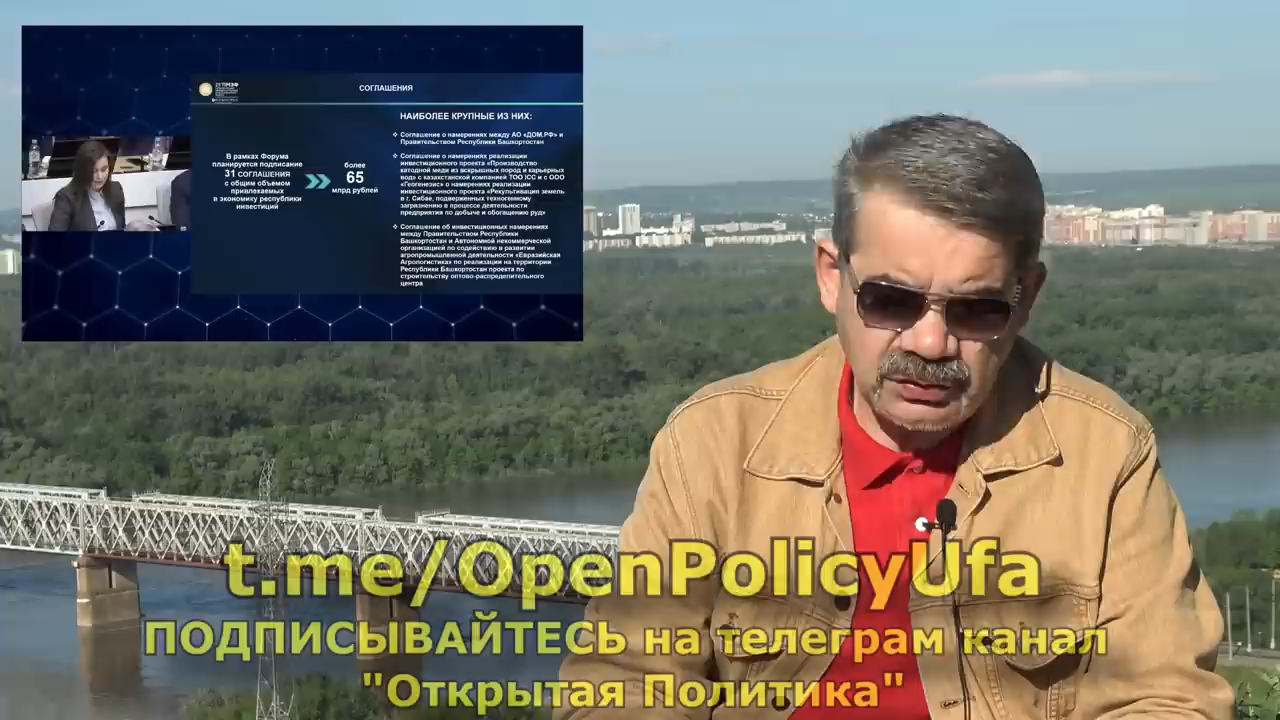 ПМЭФ
СОГЛАШЕНИЯ
В рамках Форума
планируется подписание
31 СОГЛАШЕНИЯ
с общим объемом
привлекаемых
в экономику республики
инвестиций
более
65
млрд рублей
НАИБОЛЕЕ КРУПНЫЕ ИЗ НИХ:
Соглашение о намерениях между АО «ДОМ.РФ» и
Правительством Республики Башкортостан
Соглашение о намерениях реализации
инвестиционного проекта «Производство
катодной меди из вскрышных пород и карьерных
вод» с казахстанской компанией ТОО ICC и с ООО
«Геогенезис» о намерениях реализации
инвестиционного проекта «Рекультивация земель
в г. Сибае, подверженных техногенному
загрязнению в процессе деятельности
предприятия по добыче и обогащению руд»
Соглашение об инвестиционных намерениях
между Правительством Республики
Башкортостан и Автономной некоммерческой
организацией по содействию в развитии
агропромышленной деятельности «Евразийская
Агрологистика» по реализации на территории
Республики Башкортостан проекта по
строительству оптово-распределительного
центра
t.me/OpenPolicyUfa
ПОДПИСЫВАЙТЕСЬ на телеграм канал
"Открытая Политика"